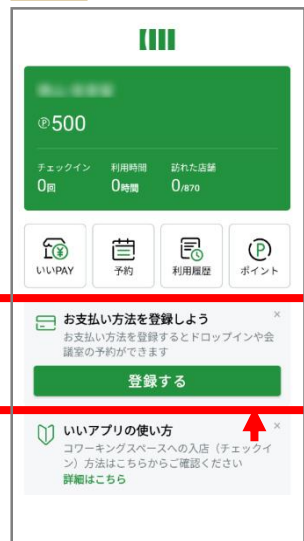 Ⓟ500
チェックイン 利用時間 訪れた店舗
0回 0時間 0/870
いいPAY 予約 利用履歴 ポイント
お支払い方法を登録しよう ×
お支払い方法を登録するとドロップインや会
議室の予約ができます
登録する
いいアプリの使い方 ×
コワーキングスペースへの入店（チェックイ
ン）方法はこちらからご確認ください
詳細はこちら